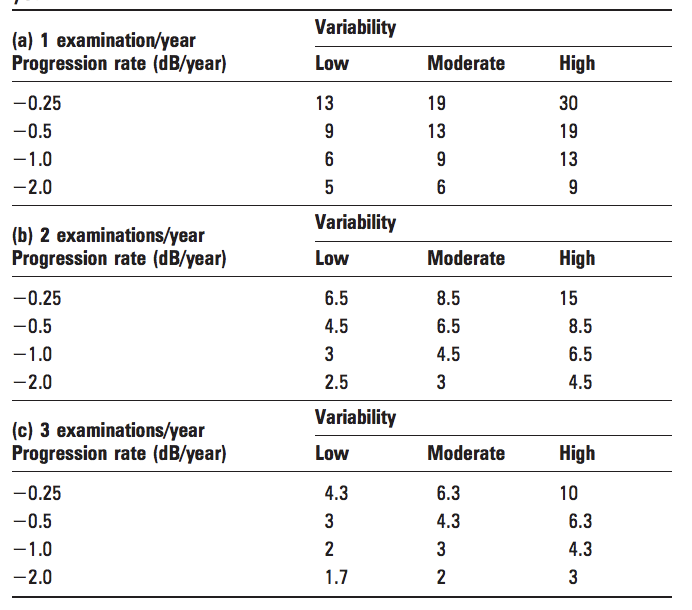 Variability
(a) 1 examination/year
Progression rate (dB/year) Low Moderate High
−0.25 13 19 30
−0.5 9 13 19
−1.0 6 9 13
−2.0 5 6 9
Variability
(b) 2 examinations/year
Progression rate (dB/year) Low Moderate High
−0.25 6.5 8.5 15
−0.5 4.5 6.5 8.5
−1.0 3 4.5 6.5
−2.0 2.5 3 4.5
Variability
(c) 3 examinations/year
Progression rate (dB/year) Low Moderate High
−0.25 4.3 6.3 10
−0.5 3 4.3 6.3
−1.0 2 3 4.3
−2.0 1.7 2 3